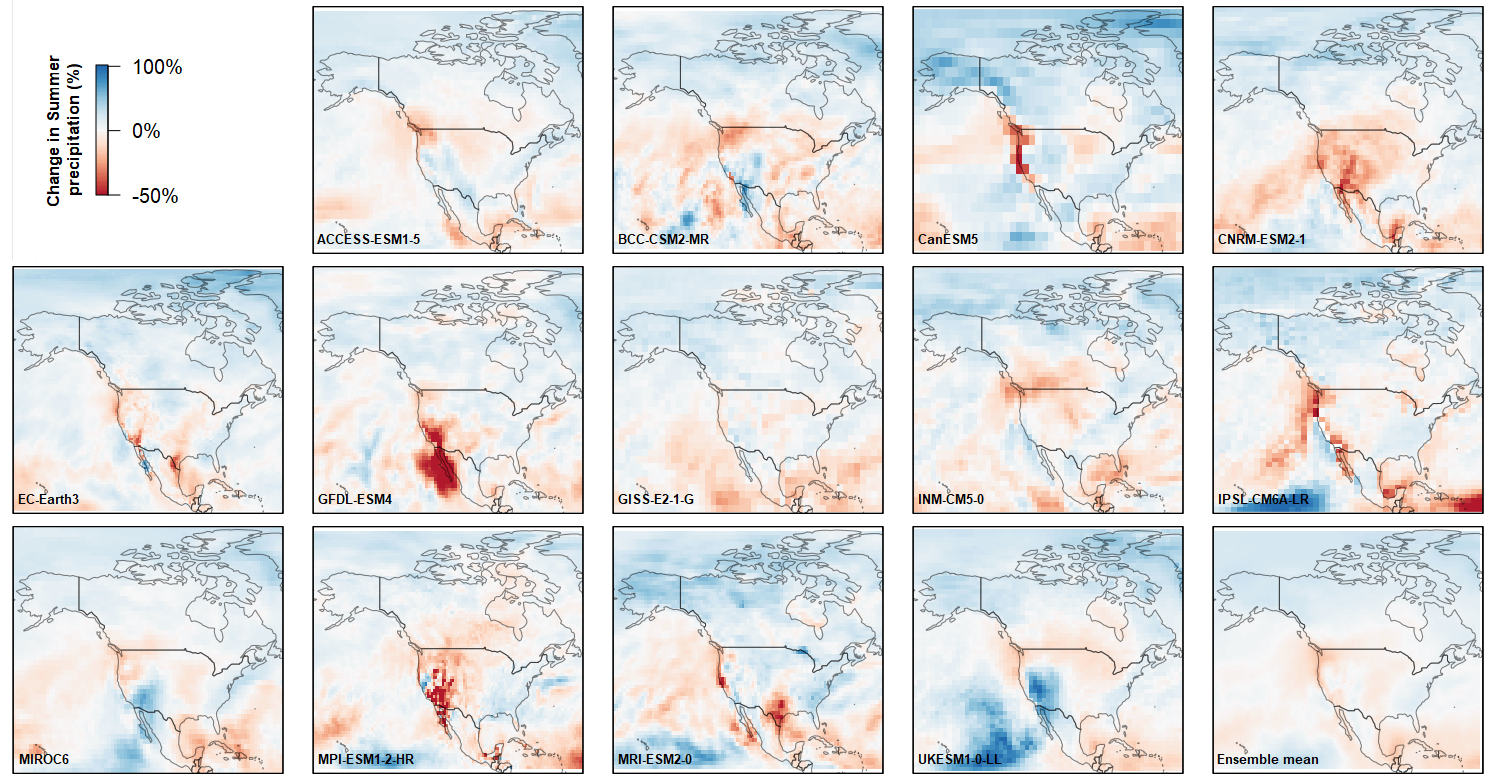 Change in Summer
precipitation (%)
100%
0%
-50%
ACCESS-ESM1-5
BCC-CSM2-MR
CanESM5
CNRM-ESM2-1
EC-Earth3
GFDL-ESM4
GISS-E2-1-G
INM-CM5-0
IPSL-CM6A-LR
MIROC6
MPI-ESM1-2-HR
MRI-ESM2-0
UKESM1-0-LL
Ensemble mean